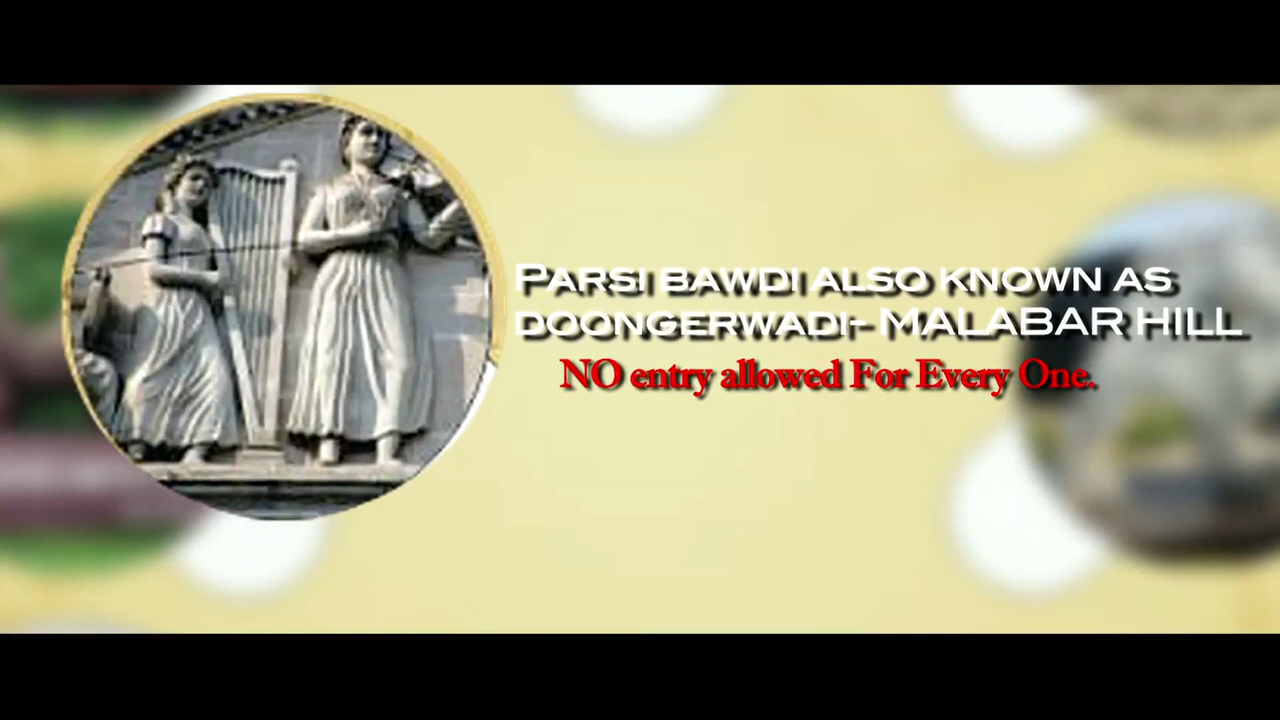 PARSI BAWDI ALSO KNOWN AS
DOONGERWADI- MALABAR HILL
NO entry allowed For Every One.